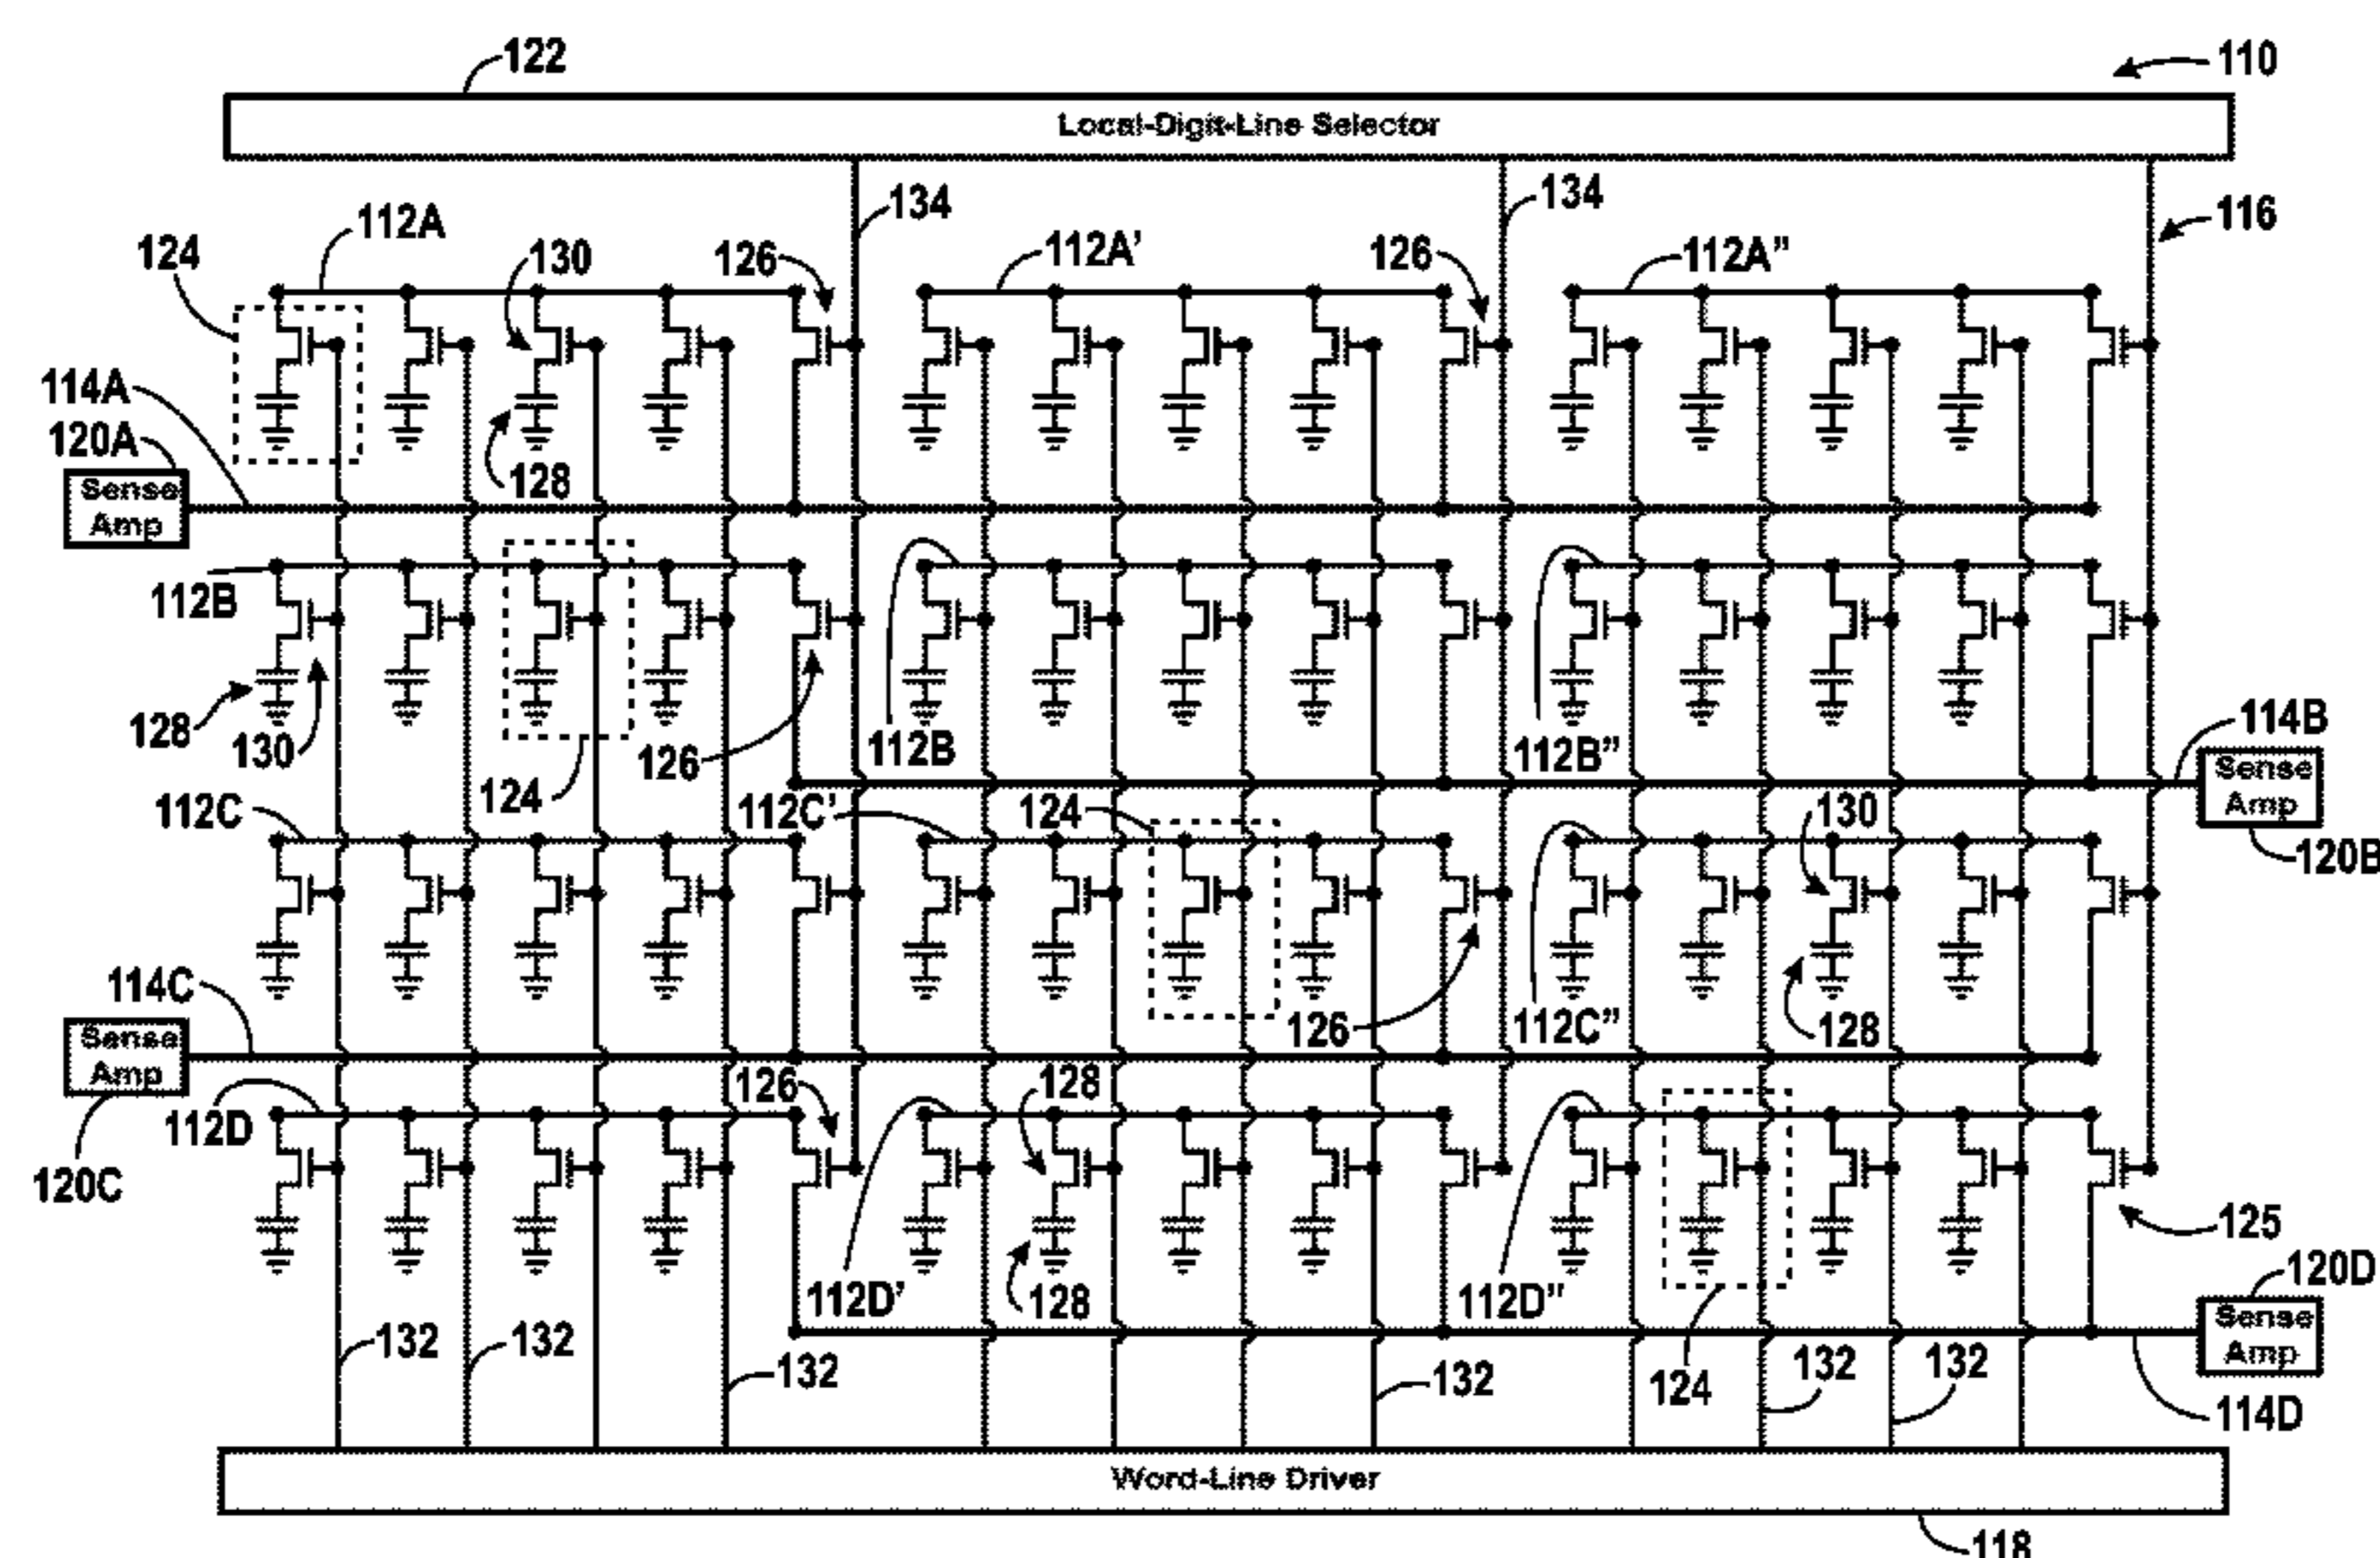 122
110
Local-Digit-Line Selector
134
134
116
112A
130
126
112A'
126
112A"
124
114A
120A
128
Sense
Amp
112B
128
130
124
126
112B
112B"
114B
Sense
Amp
120B
112C
112C'
124
130
126
112C"
128
114C
Sense
Amp
120C
112D
126
128
112D'
128
112D"
124
125
120D
Sense
Amp
114D
132
132
132
132
132
132
Word-Line Driver
118